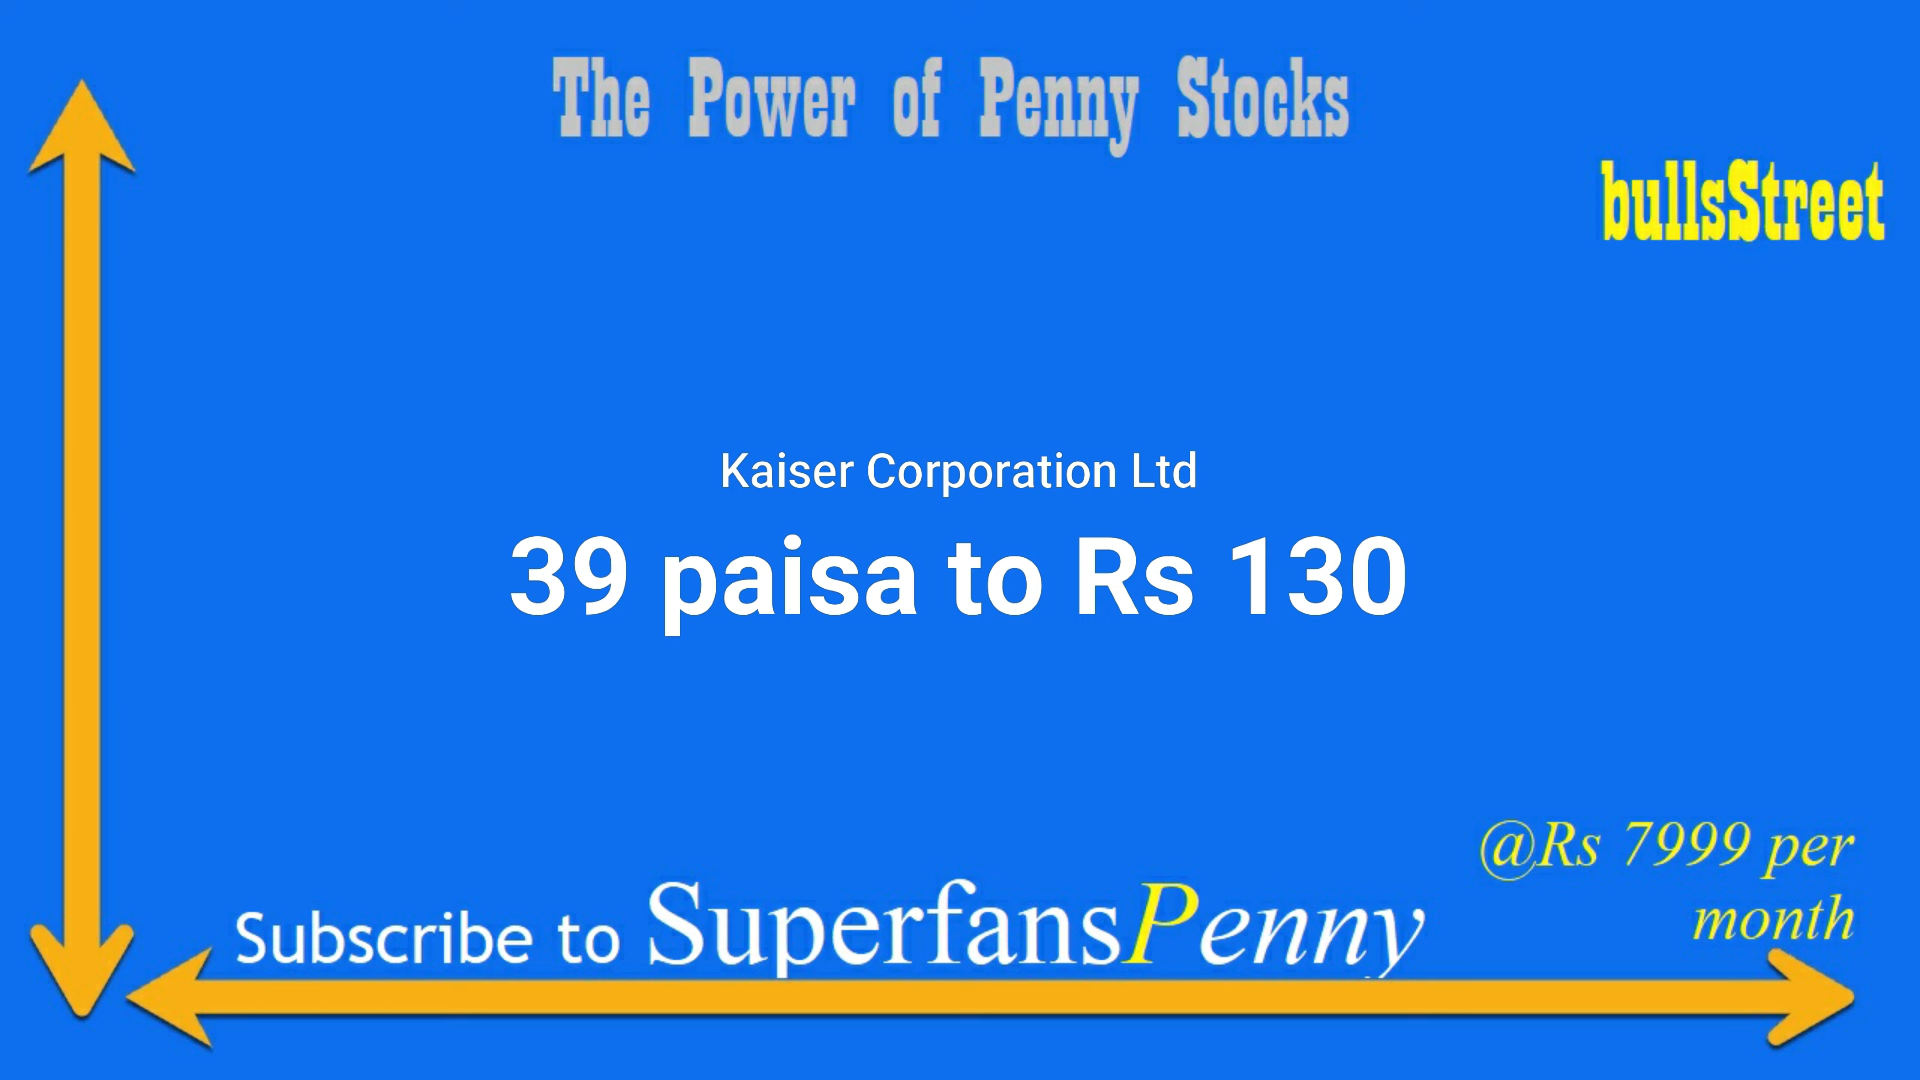 The Power of Penny Stocks
bullsStreet
Kaiser Corporation Ltd
39 paisa to Rs 130
@Rs 7999 per
month
Subscribe to SuperfansPenny